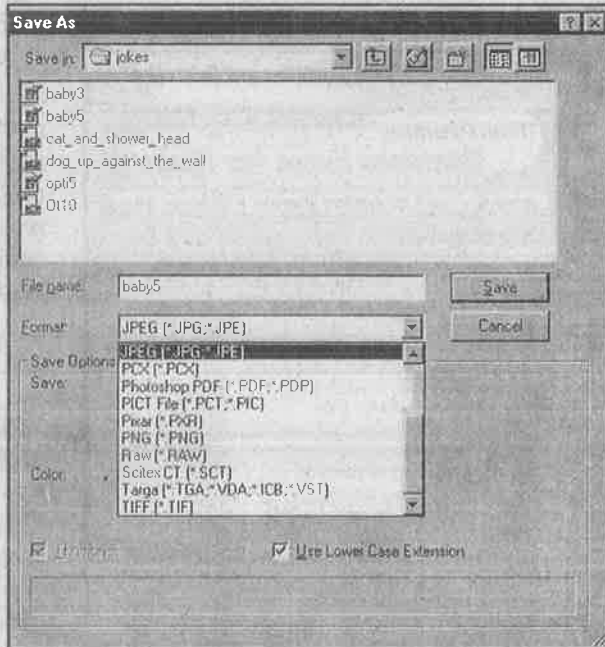 Save As
Save in: jokes
baby3
baby5
cat_and_shower_head
dog_up_against_the_wall
opti5
File name: baby5
Save
Format: JPEG (*.JPG;*.JPE)
Cancel
JPEG (*.JPG;*.JPE)
Save Options
PCX (*.PCX)
Save:
Photoshop PDF (*.PDF;*.PDP)
PICT File (*.PCT;*.PIC)
Pixar (*.PXR)
PNG (*.PNG)
Raw (*.RAW)
Color:
Scitex CT (*.SCT)
Targa (*.TGA;*.VDA;*.ICB;*.VST)
TIFF (*.TIF)
Use Lower Case Extension